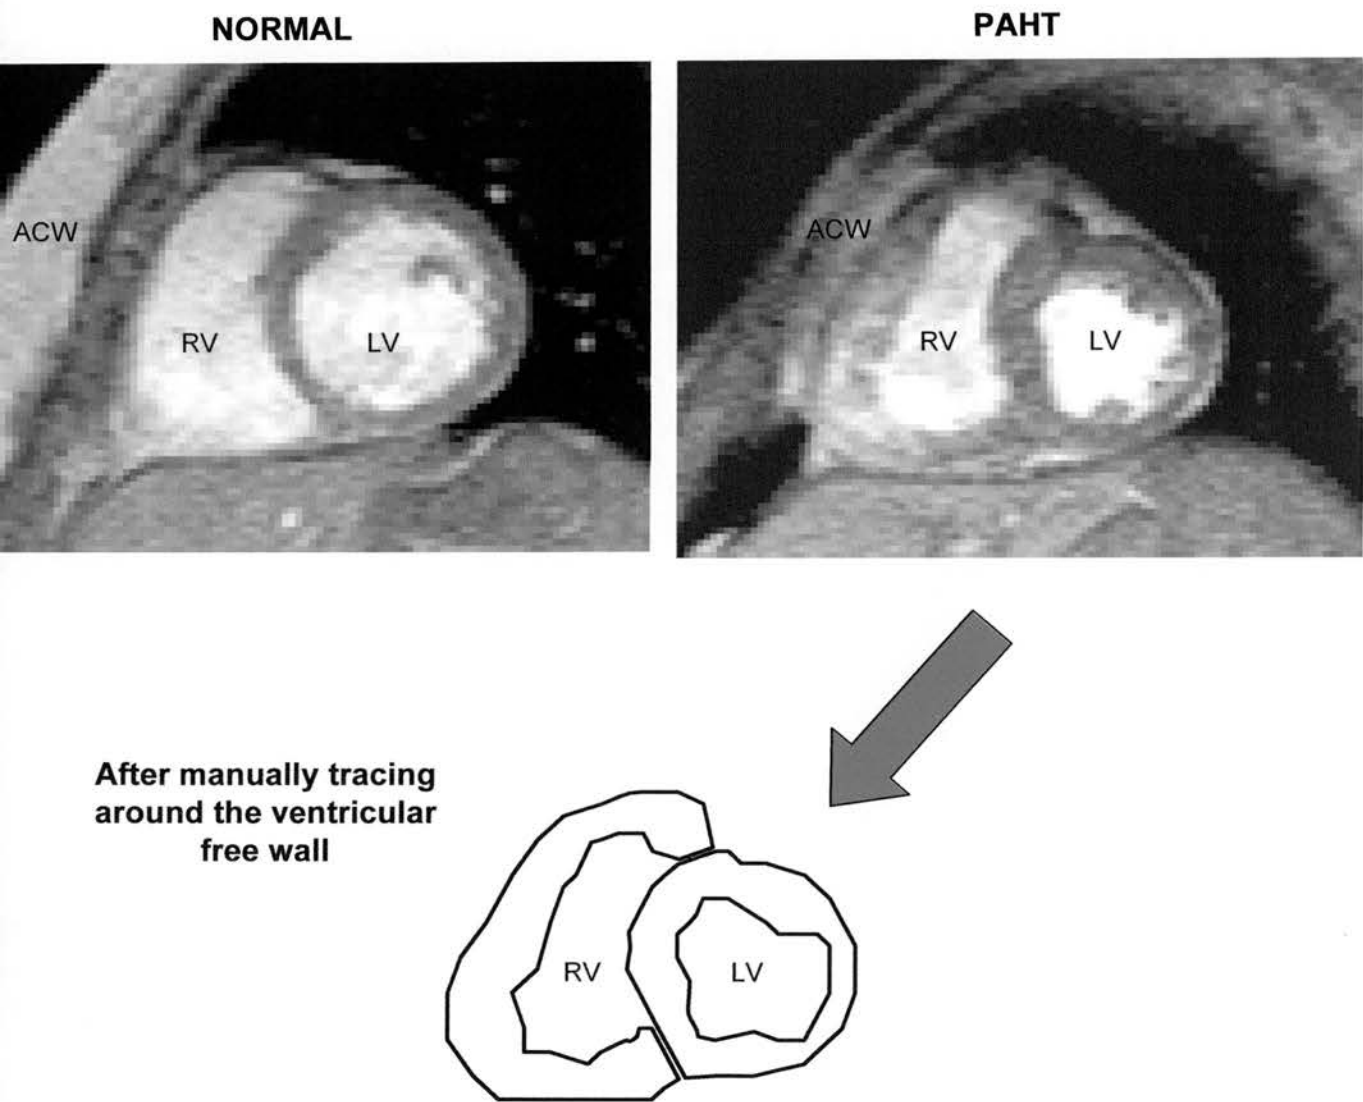 NORMAL
PAHT
ACW
RV
LV
ACW
RV
LV
After manually tracing
around the ventricular
free wall
RV
LV